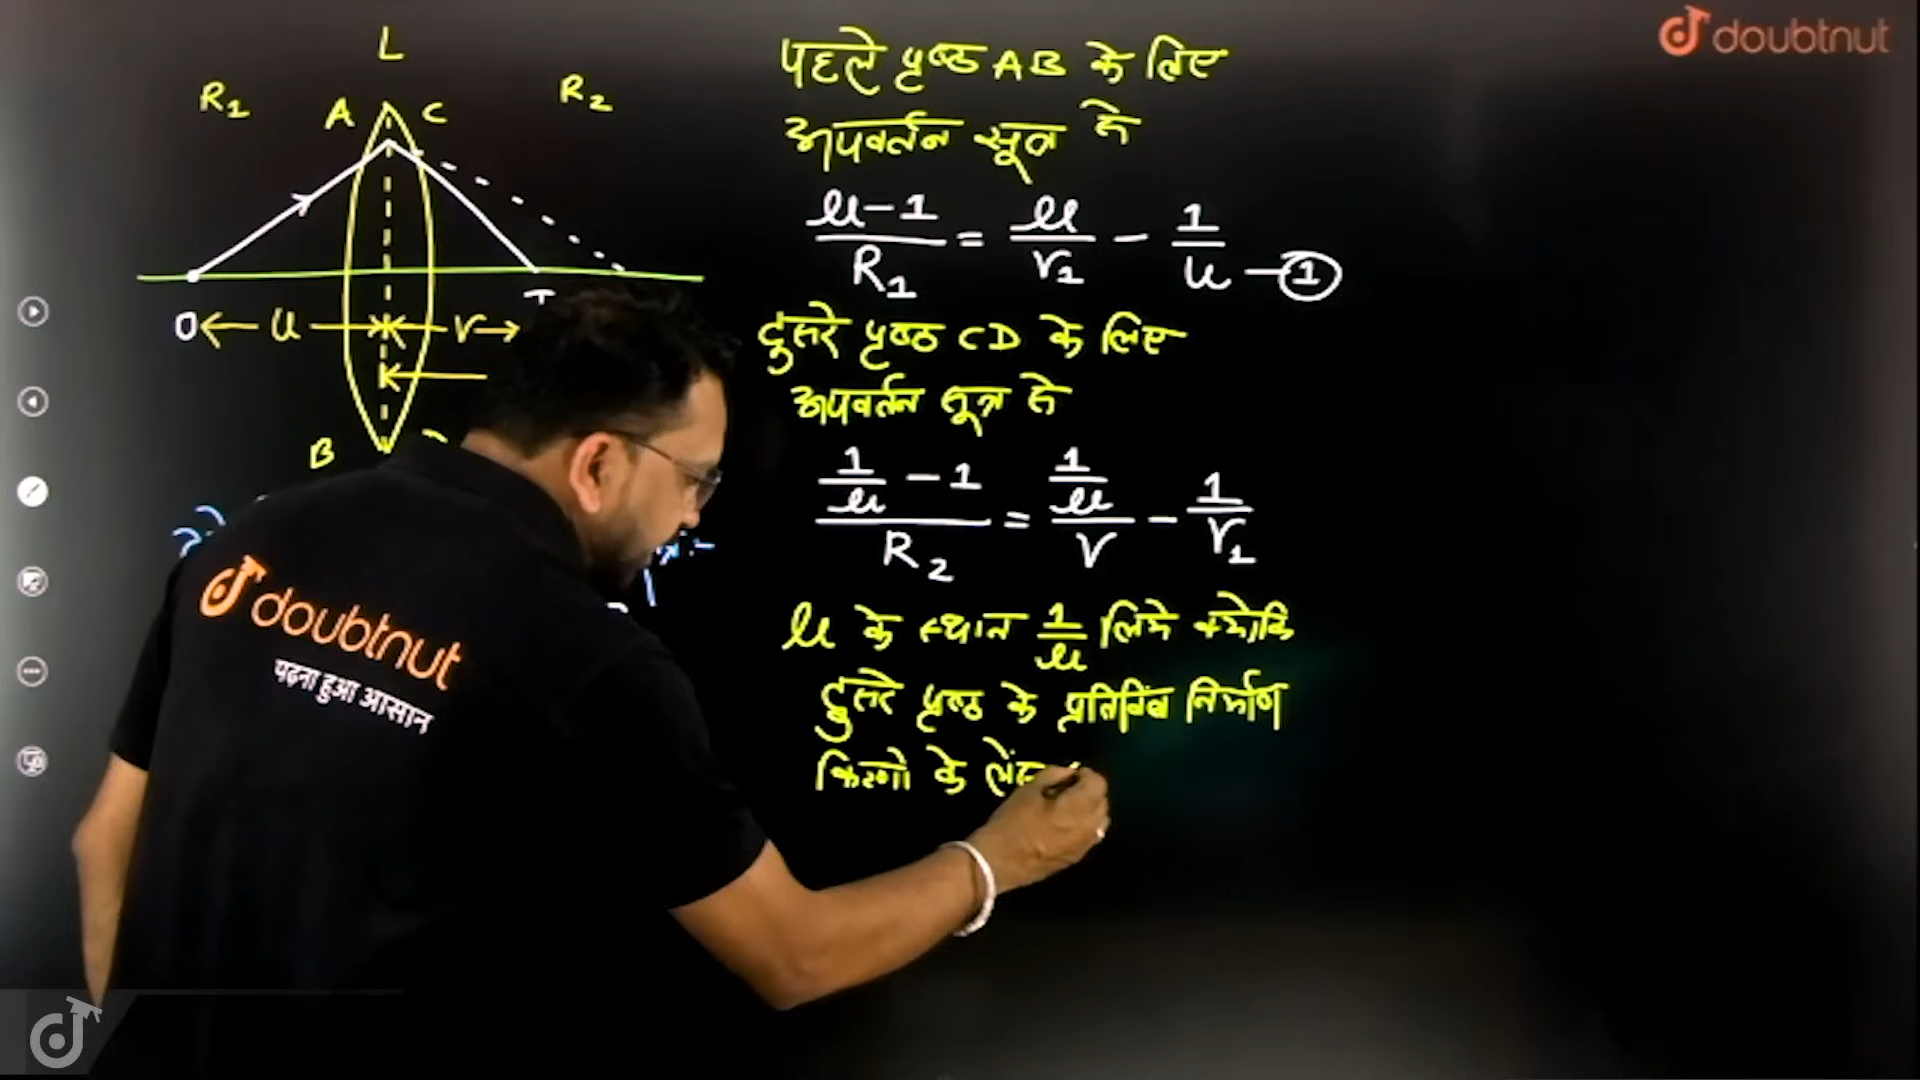 doubtnut
L
R₁
R₂
A
C
O
u
v
B
पहले पृष्ठ AB के लिए
अपवर्तन सूत्र से
μ-1/R₁ = μ/v₁ - 1/u -①
दुसरे पृष्ठ CD के लिए
अपवर्तन सूत्र से
(1/μ - 1)/R₂ = (1/μ)/v - 1/v₁
μ के स्थान 1/μ लिये क्योकि
दुसरे पृष्ठ के प्रतिबिंब निर्माण
किरणो के
doubtnut
पढ़ना हुआ आसान